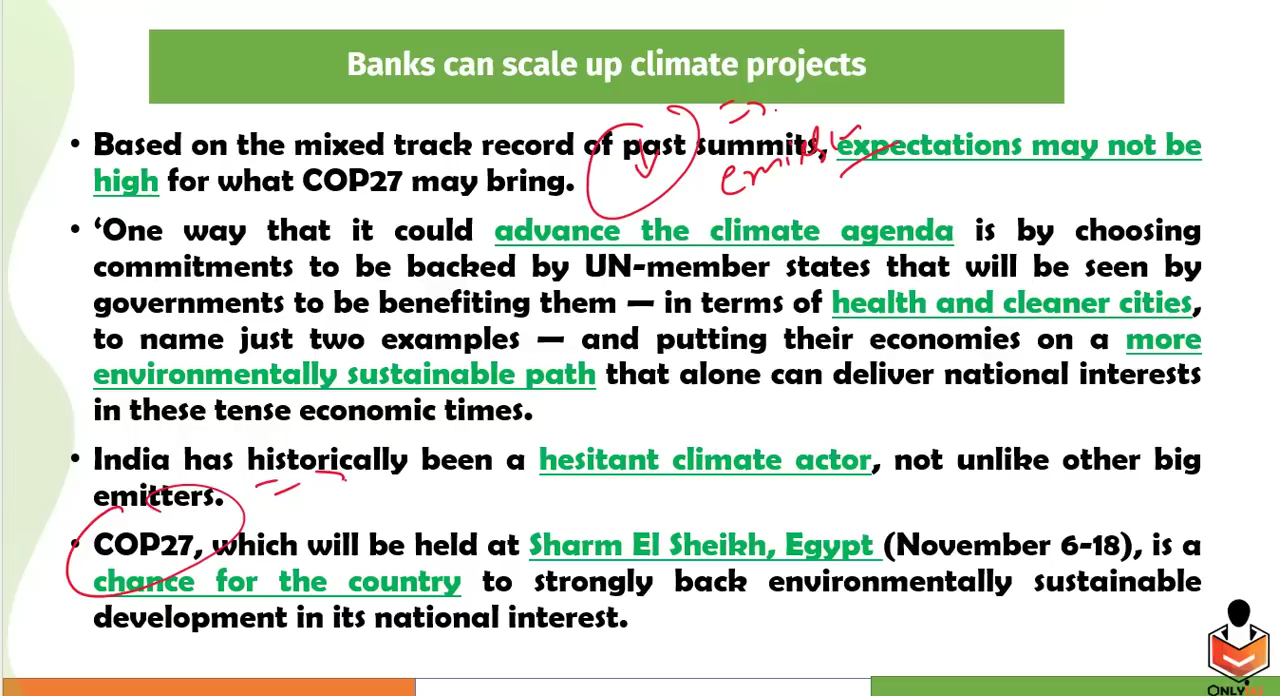 Banks can scale up climate projects
• Based on the mixed track record of past summits, expectations may not be
high for what COP27 may bring.
• ‘One way that it could advance the climate agenda is by choosing
commitments to be backed by UN-member states that will be seen by
governments to be benefiting them — in terms of health and cleaner cities,
to name just two examples — and putting their economies on a more
environmentally sustainable path that alone can deliver national interests
in these tense economic times.
• India has historically been a hesitant climate actor, not unlike other big
emitters.
• COP27, which will be held at Sharm El Sheikh, Egypt (November 6-18), is a
chance for the country to strongly back environmentally sustainable
development in its national interest.
ONLYIAS